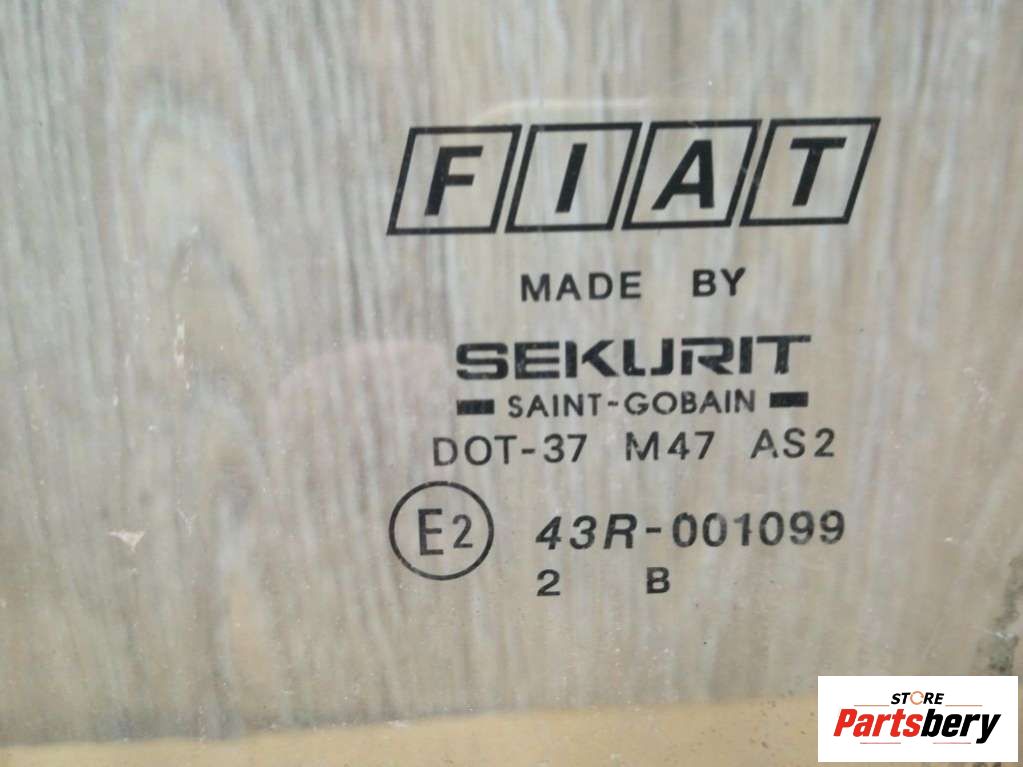 FIAT
MADE BY
SEKURIT
SAINT-GOBAIN
DOT-37 M47 AS2
E2 43R-001099
2 B
STORE
Partsbery